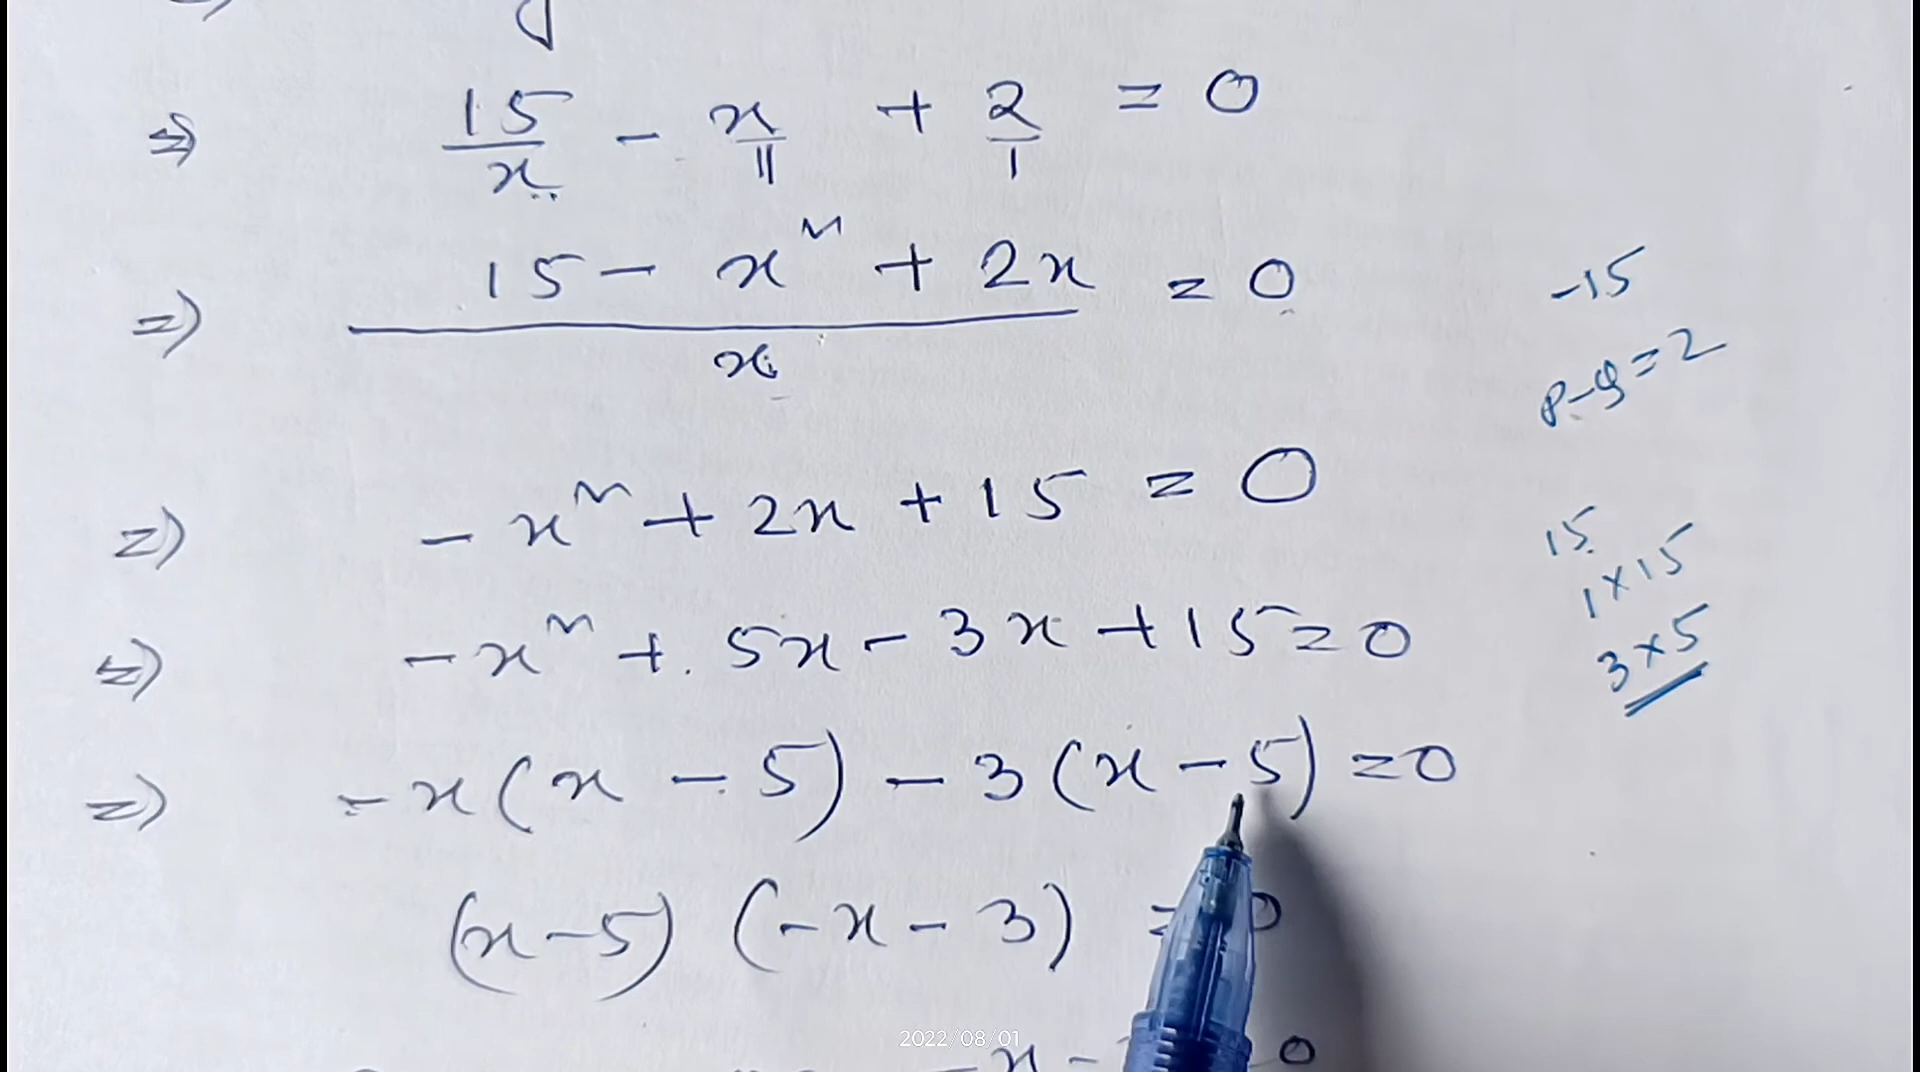 ⇒ 15/x - x/1 + 2/1 = 0
⇒ 15 - x² + 2x / x = 0
-15
p-q=2
⇒ -x² + 2x + 15 = 0
15
1×15
3×5
⇒ -x² + 5x - 3x + 15 = 0
⇒ -x(x - 5) - 3(x - 5) = 0
(x-5) (-x-3) = 0
2022/08/01